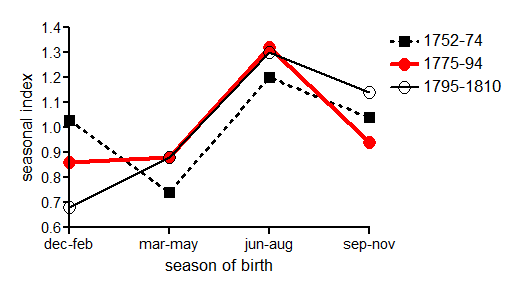 1.4
1.3
1.2
1.1
1.0
0.9
0.8
0.7
0.6
seasonal index
dec-feb
mar-may
jun-aug
sep-nov
season of birth
1752-74
1775-94
1795-1810